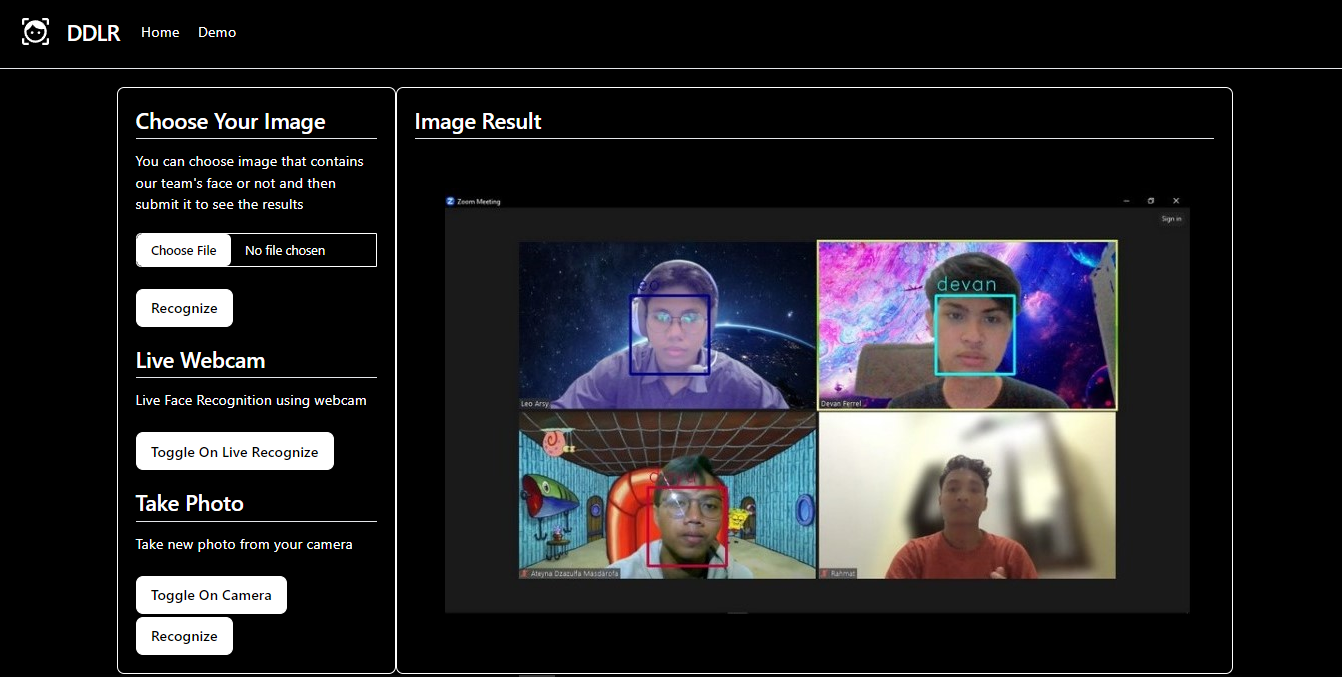 DDLR Home Demo
Choose Your Image
You can choose image that contains
our team's face or not and then
submit it to see the results
Choose File No file chosen
Recognize
Live Webcam
Live Face Recognition using webcam
Toggle On Live Recognize
Take Photo
Take new photo from your camera
Toggle On Camera
Recognize
Image Result
Zoom Meeting
Sign in
devan
Leo Arsy
Devan Ferrel
Ateyna Dzazulfa Masdarofa
Rahmat